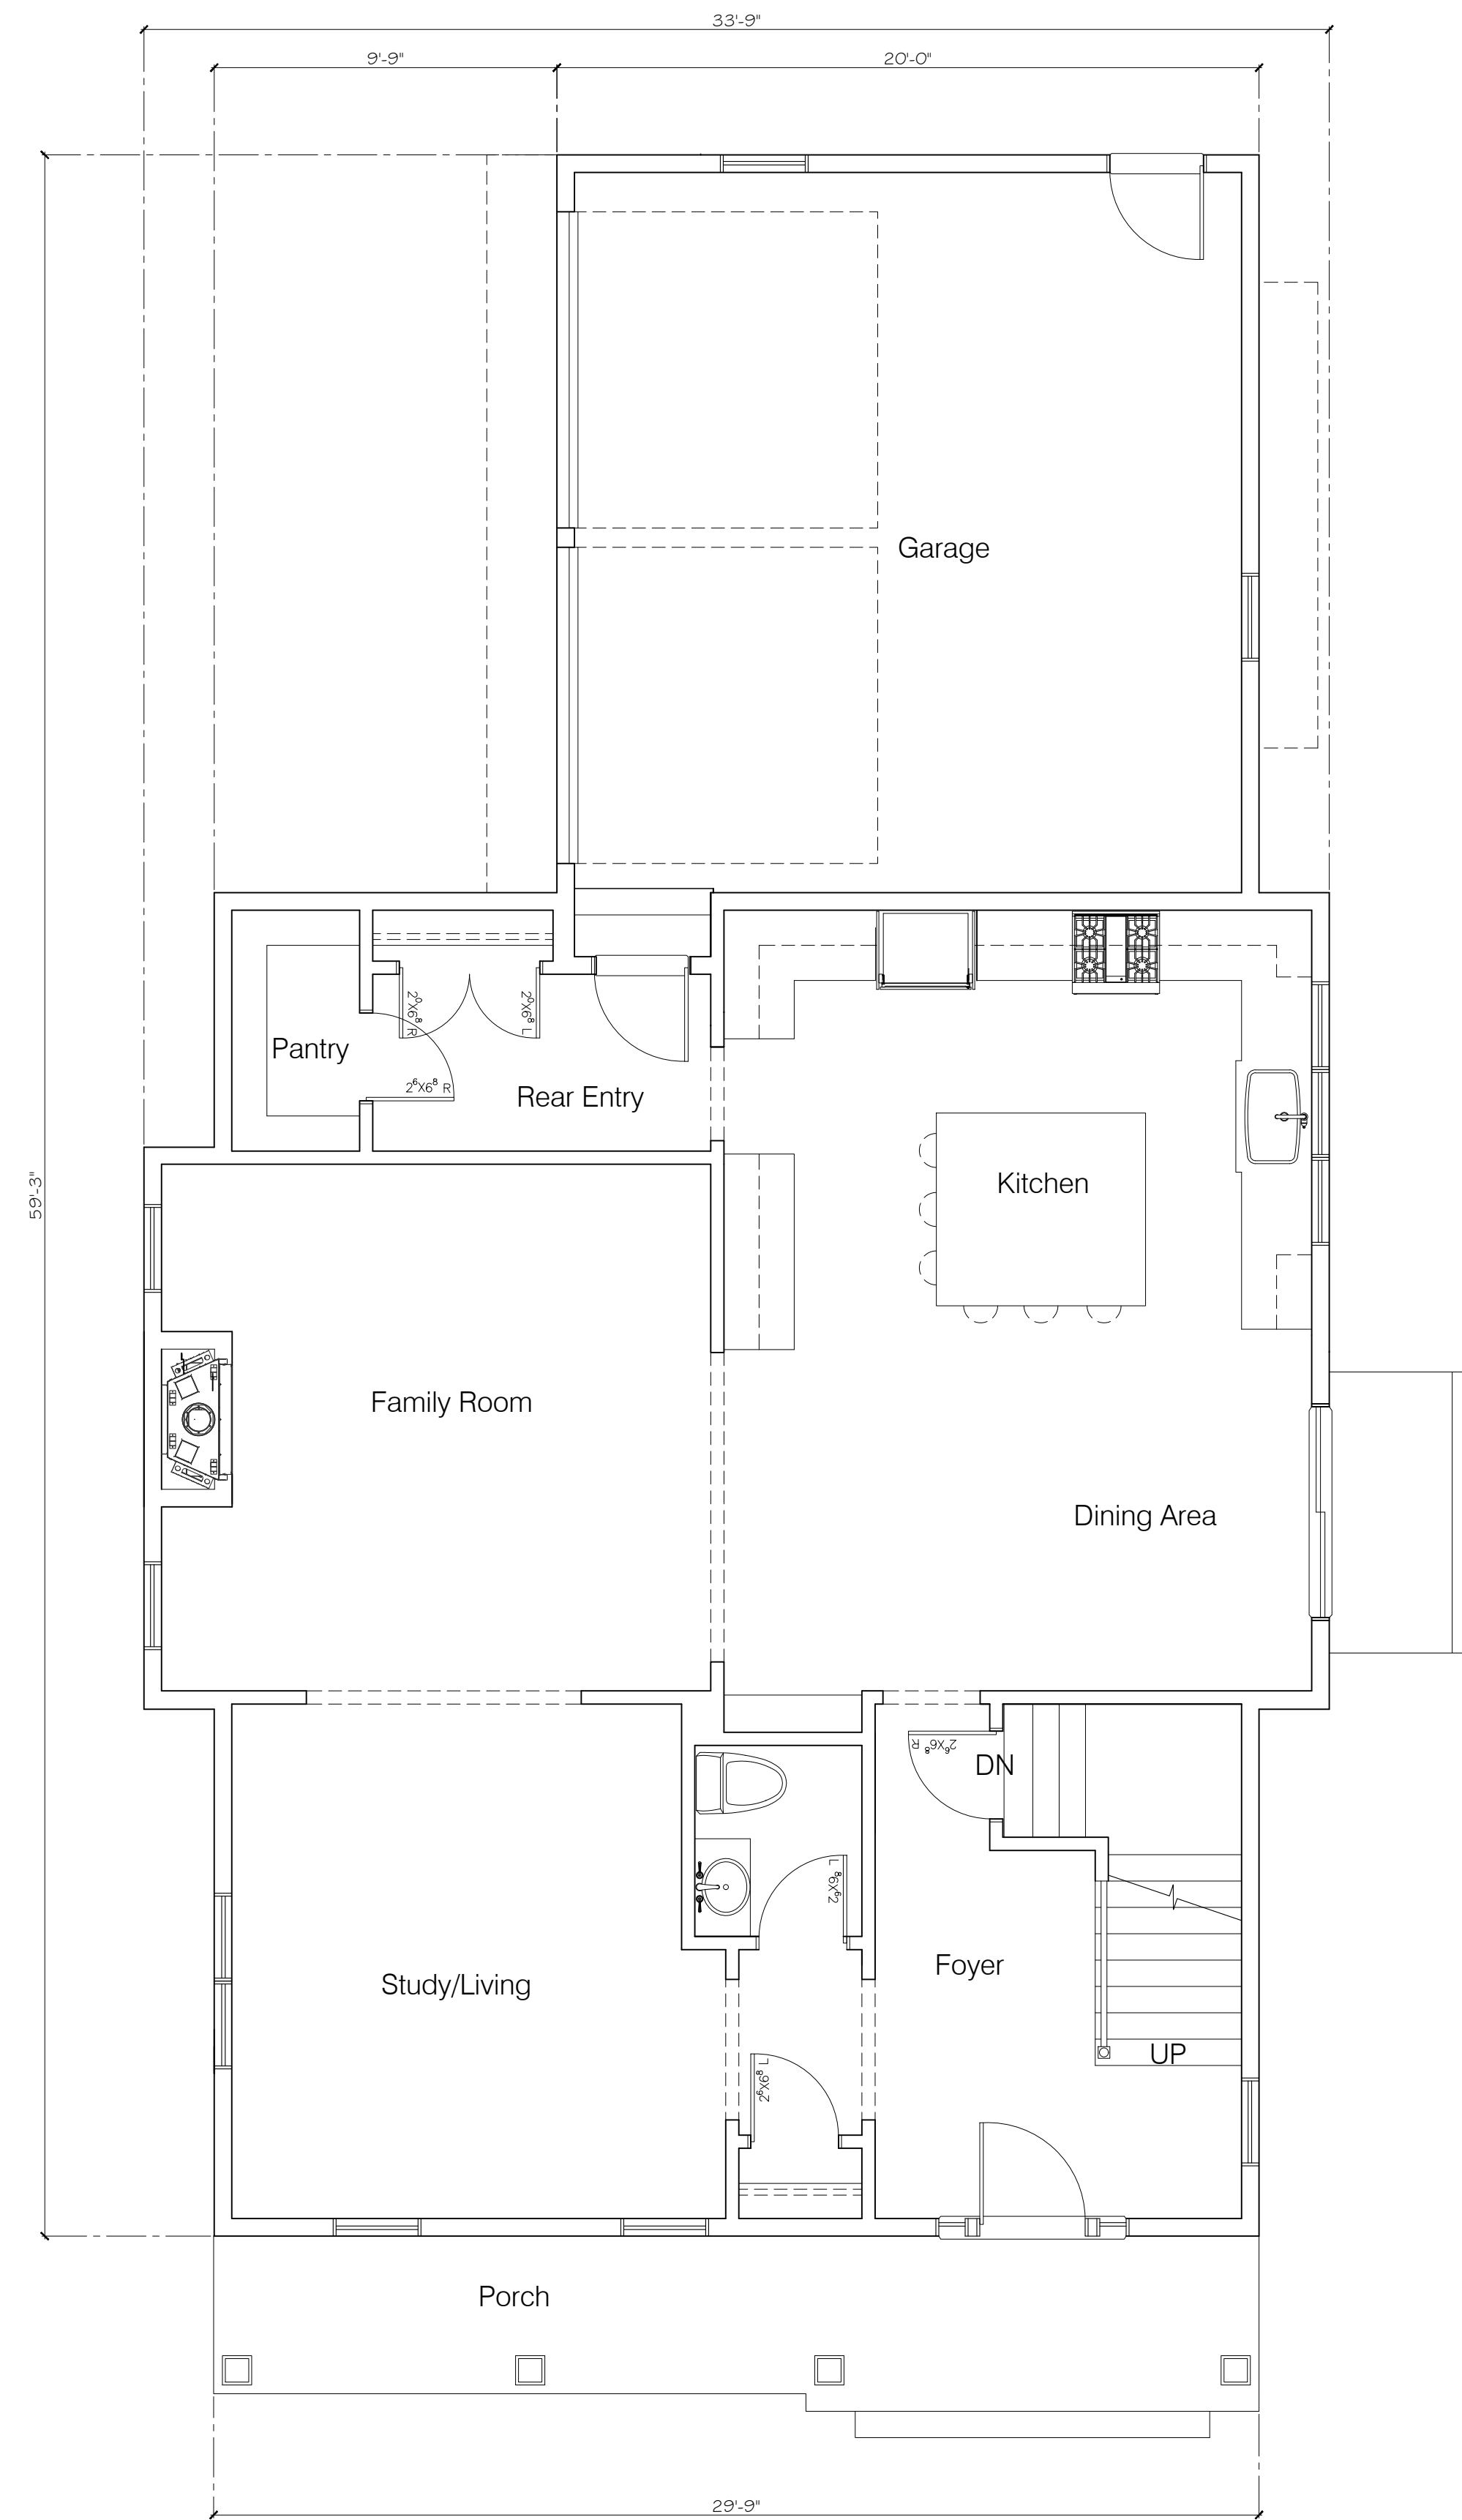 33'-9"
9'-9"
20'-0"
Garage
2⁰X6⁸ R
2⁰X6⁸ L
Pantry
2⁶X6⁸ R
Rear Entry
Kitchen
59'-3"
Family Room
Dining Area
2⁶X6⁸ R
DN
2⁶X6⁸ L
Foyer
Study/Living
UP
2⁶X6⁸ L
Porch
29'-9"